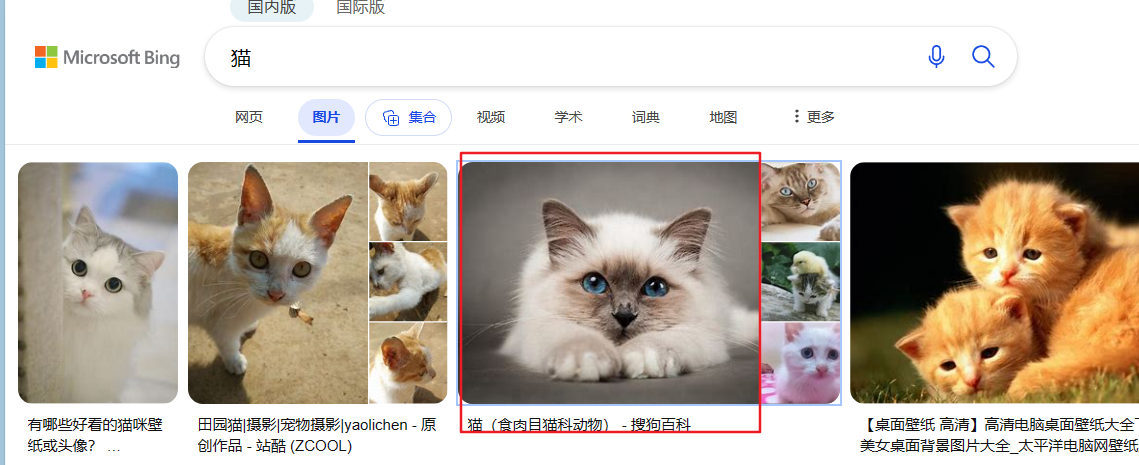 国内版 国际版
Microsoft Bing
猫
网页 图片 集合 视频 学术 词典 地图 更多
有哪些好看的猫咪壁
纸或头像? ...
田园猫|摄影|宠物摄影|yaolichen - 原
创作品 - 站酷 (ZCOOL)
猫（食肉目猫科动物） - 搜狗百科
【桌面壁纸 高清】高清电脑桌面壁纸大全
美女桌面背景图片大全_太平洋电脑网壁纸